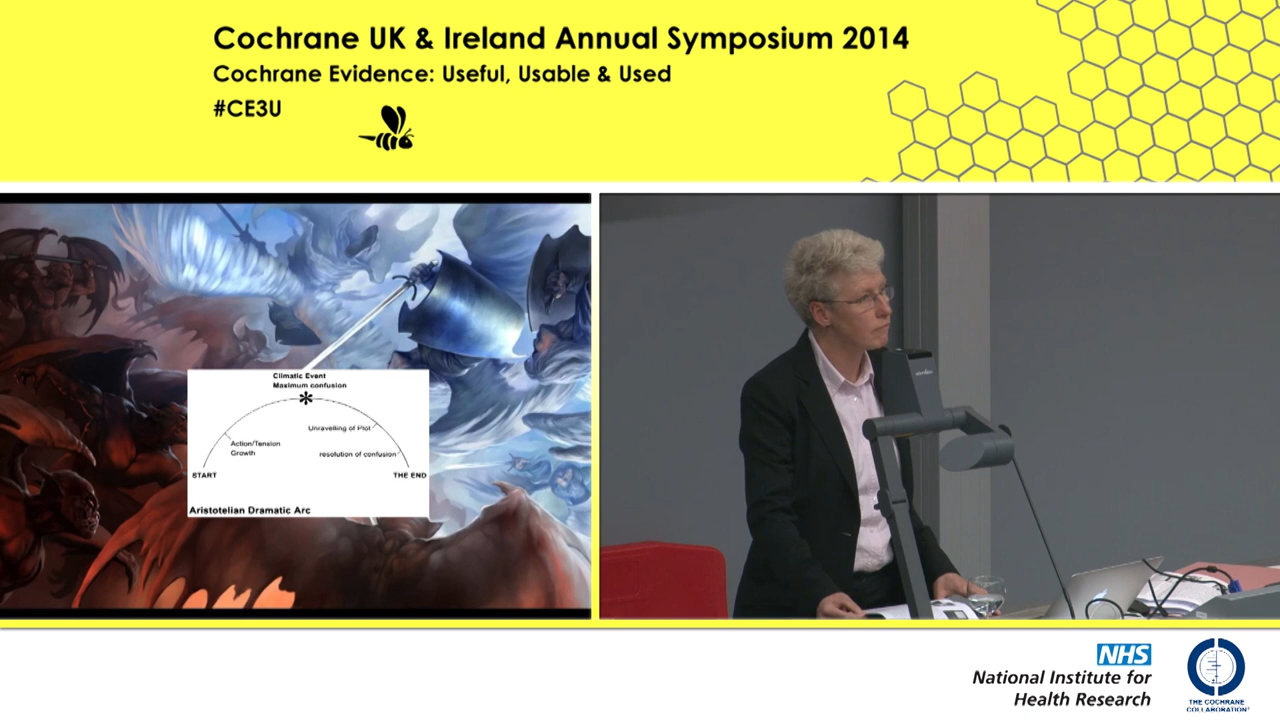 Cochrane UK & Ireland Annual Symposium 2014
Cochrane Evidence: Useful, Usable & Used
#CE3U
Climatic Event
Maximum confusion
Unravelling of Plot
Action/Tension
Growth
resolution of confusion
START
THE END
Aristotelian Dramatic Arc
NHS
National Institute for
Health Research
THE COCHRANE
COLLABORATION®